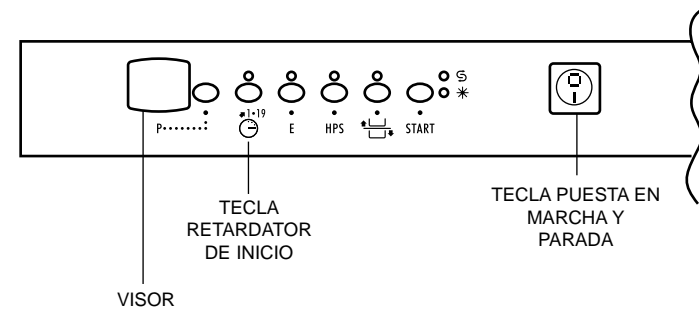 1·19
P
E
HPS
START
TECLA
RETARDATOR
DE INICIO
VISOR
TECLA PUESTA EN
MARCHA Y
PARADA